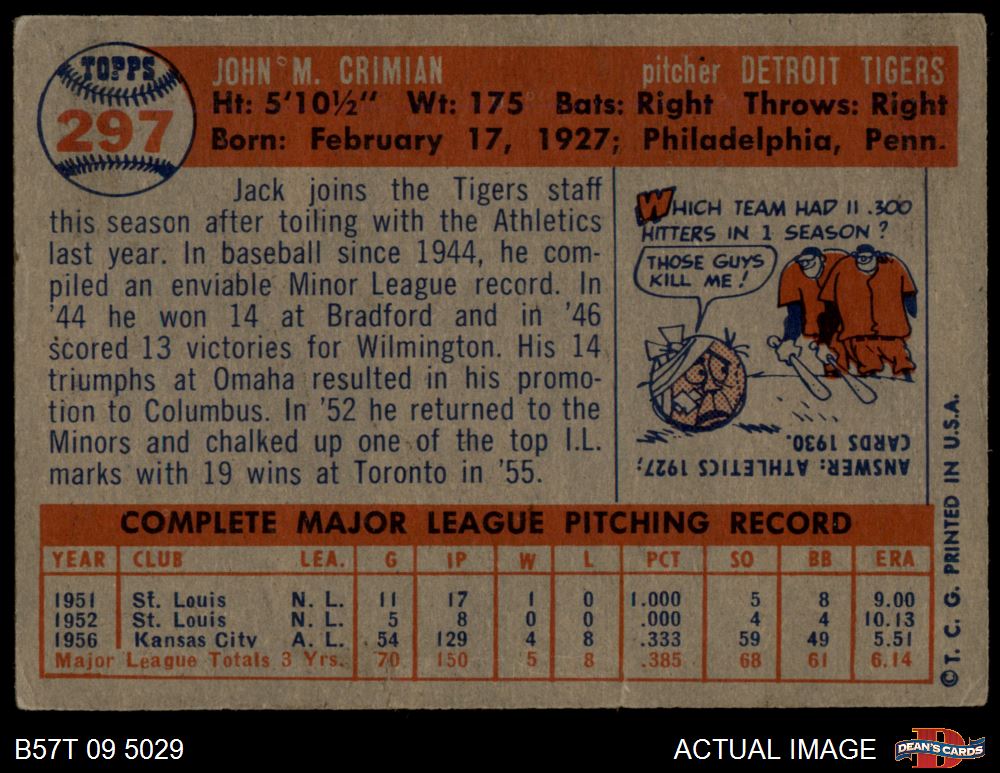 TOPPS
297
JOHN M. CRIMIAN pitcher DETROIT TIGERS
Ht: 5'10½" Wt: 175 Bats: Right Throws: Right
Born: February 17, 1927; Philadelphia, Penn.
Jack joins the Tigers staff
this season after toiling with the Athletics
last year. In baseball since 1944, he com-
piled an enviable Minor League record. In
'44 he won 14 at Bradford and in '46
scored 13 victories for Wilmington. His 14
triumphs at Omaha resulted in his promo-
tion to Columbus. In '52 he returned to the
Minors and chalked up one of the top I.L.
marks with 19 wins at Toronto in '55.
WHICH TEAM HAD 11 .300
HITTERS IN 1 SEASON?
THOSE GUYS
KILL ME!
ANSWER: ATHLETICS 1927;
CARDS 1930.
COMPLETE MAJOR LEAGUE PITCHING RECORD
YEAR CLUB LEA. G IP W L PCT SO BB ERA
1951 St. Louis N. L. 11 17 1 0 1.000 5 8 9.00
1952 St. Louis N. L. 5 8 0 0 .000 4 4 10.13
1956 Kansas City A. L. 54 129 4 8 .333 59 49 5.51
Major League Totals 3 Yrs. 70 150 5 8 .385 68 61 6.14
© T. C. G. PRINTED IN U.S.A.
B57T 09 5029 ACTUAL IMAGE
D
DEAN'S CARDS